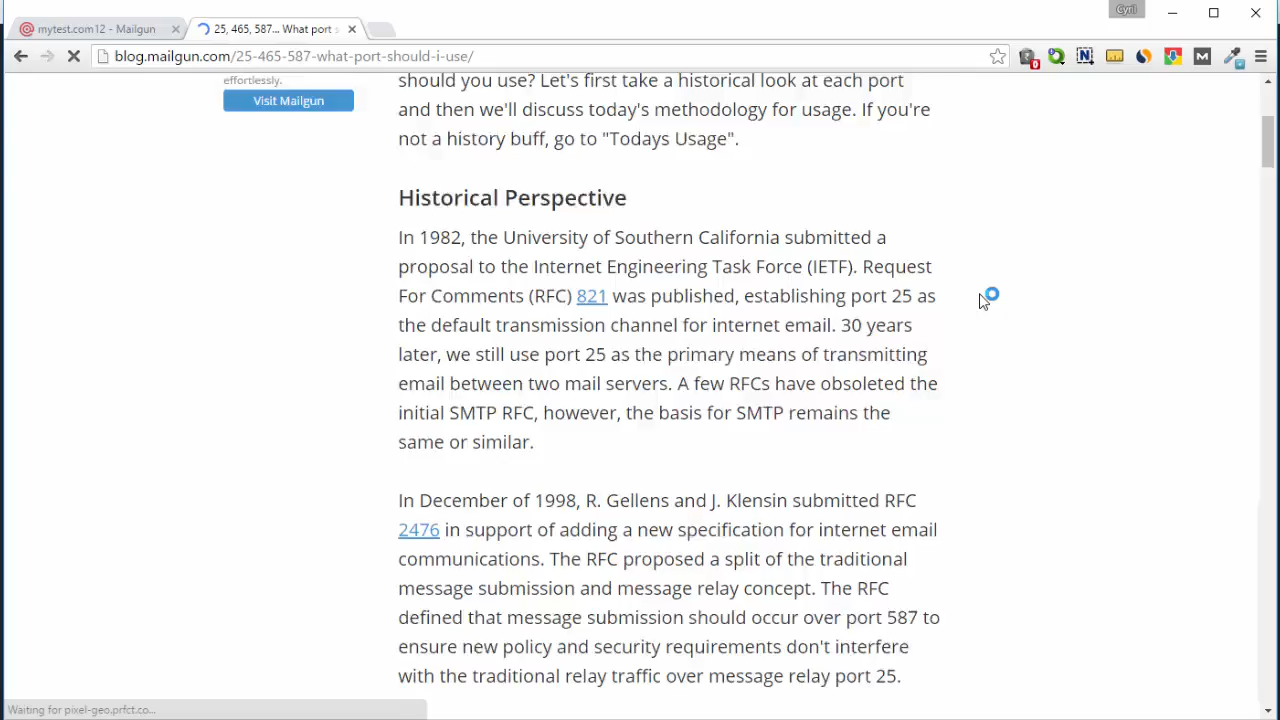 Cyril
mytest.com12 - Mailgun
25, 465, 587... What port s
blog.mailgun.com/25-465-587-what-port-should-i-use/
effortlessly.
Visit Mailgun
should you use? Let's first take a historical look at each port
and then we'll discuss today's methodology for usage. If you're
not a history buff, go to "Todays Usage".
Historical Perspective
In 1982, the University of Southern California submitted a
proposal to the Internet Engineering Task Force (IETF). Request
For Comments (RFC) 821 was published, establishing port 25 as
the default transmission channel for internet email. 30 years
later, we still use port 25 as the primary means of transmitting
email between two mail servers. A few RFCs have obsoleted the
initial SMTP RFC, however, the basis for SMTP remains the
same or similar.
In December of 1998, R. Gellens and J. Klensin submitted RFC
2476 in support of adding a new specification for internet email
communications. The RFC proposed a split of the traditional
message submission and message relay concept. The RFC
defined that message submission should occur over port 587 to
ensure new policy and security requirements don't interfere
with the traditional relay traffic over message relay port 25.
Waiting for pixel-geo.prfct.co...